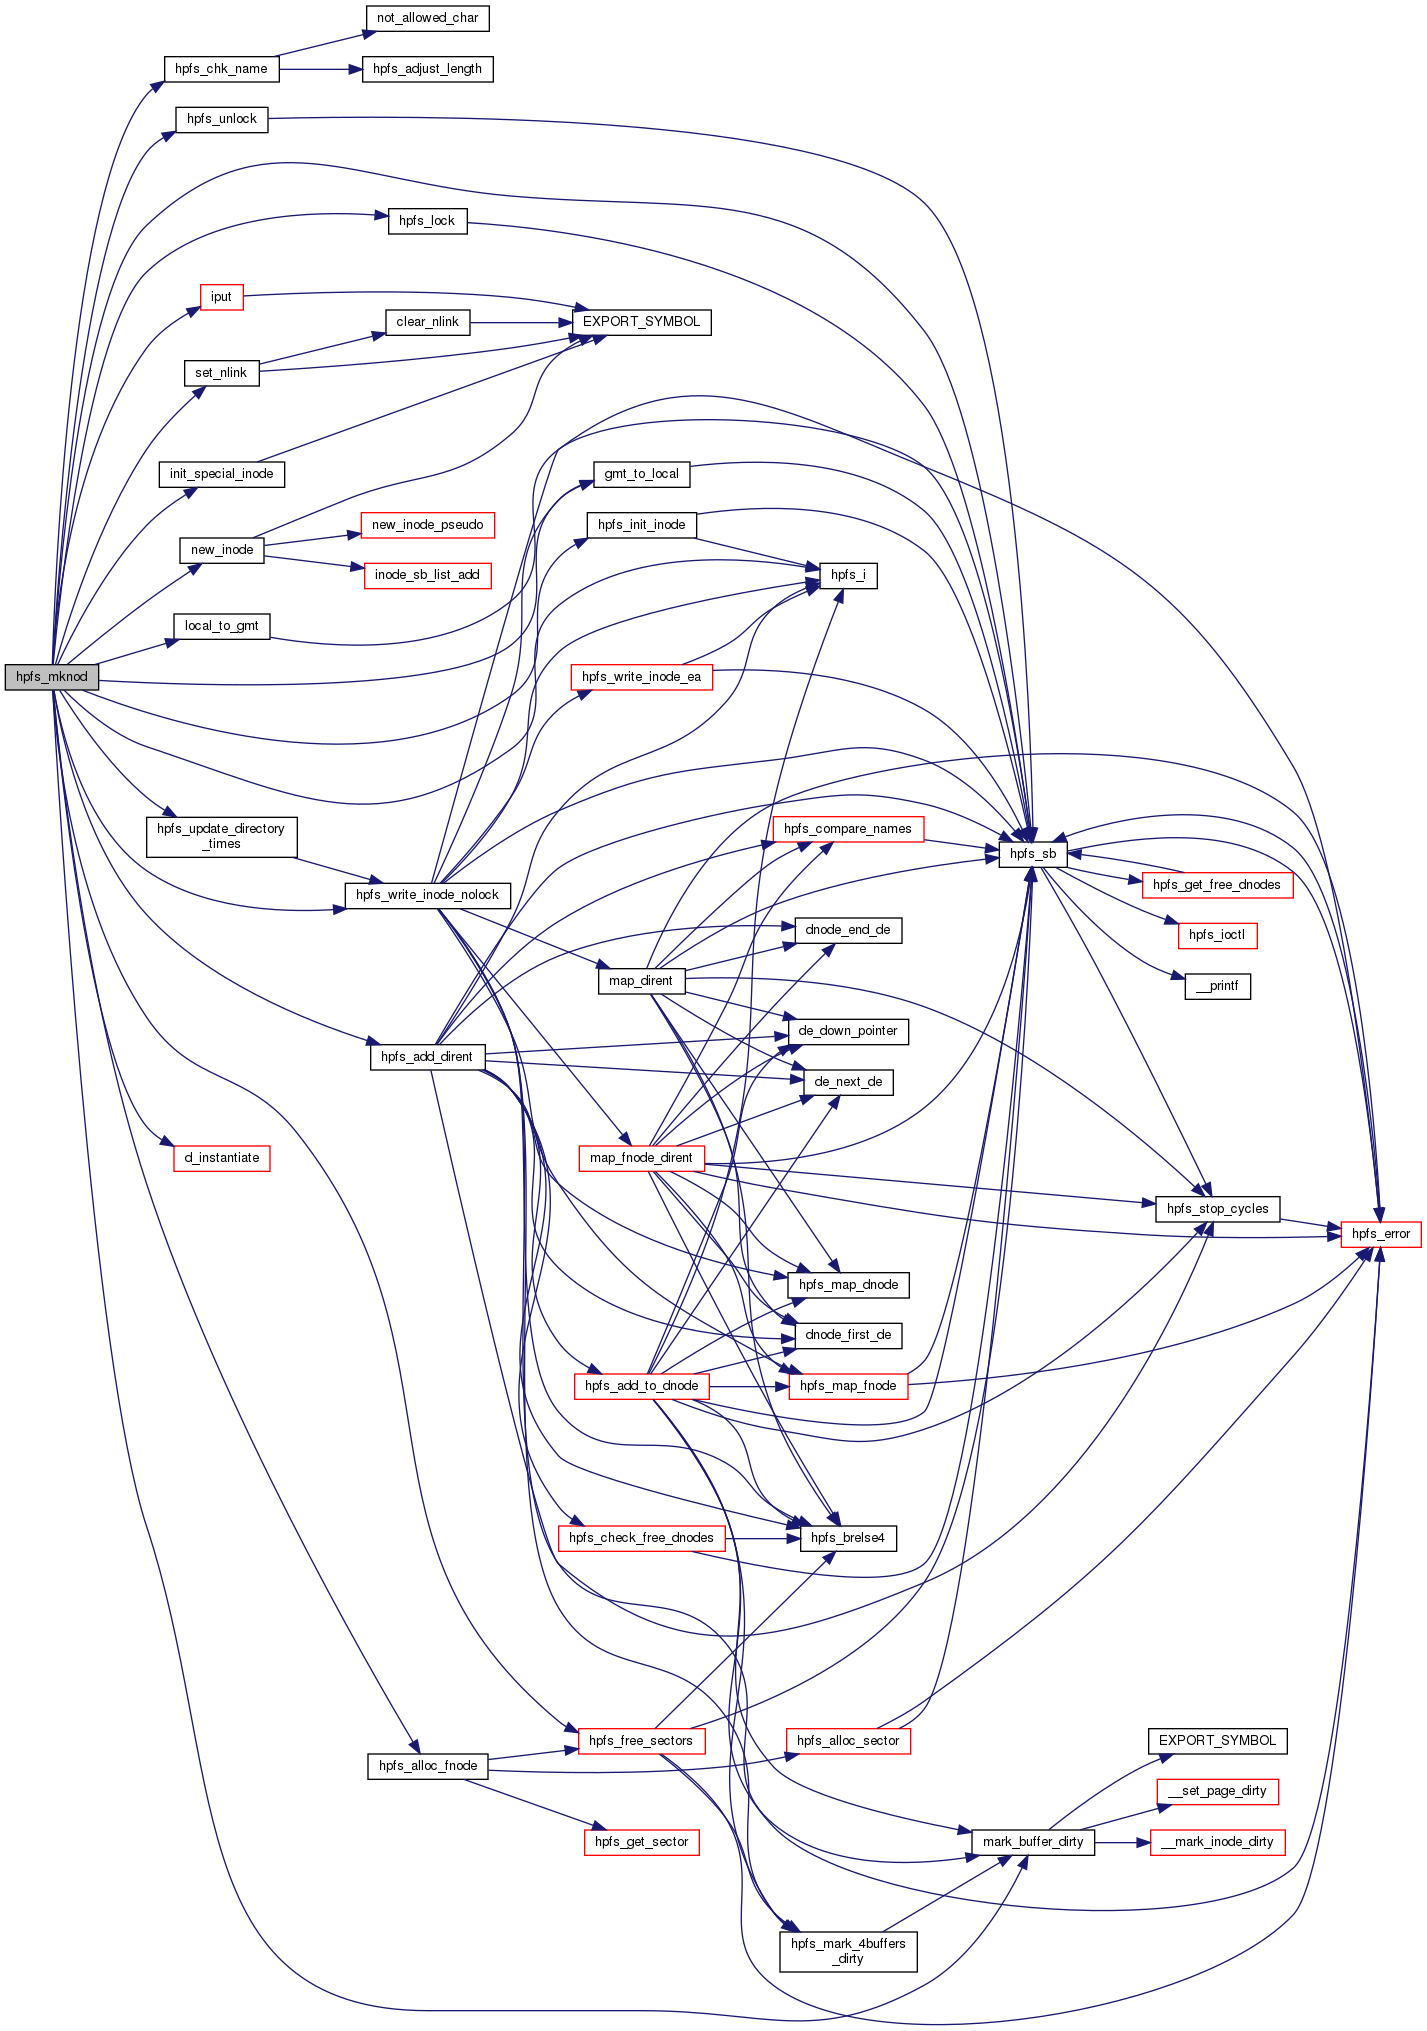 not_allowed_char
hpfs_chk_name
hpfs_adjust_length
hpfs_unlock
hpfs_lock
iput
clear_nlink
EXPORT_SYMBOL
set_nlink
init_special_inode
gmt_to_local
new_inode_pseudo
hpfs_init_inode
new_inode
inode_sb_list_add
hpfs_i
local_to_gmt
hpfs_mknod
hpfs_write_inode_ea
hpfs_update_directory
_times
hpfs_compare_names
hpfs_sb
hpfs_get_free_dnodes
hpfs_write_inode_nolock
dnode_end_de
hpfs_ioctl
map_dirent
__printf
de_down_pointer
hpfs_add_dirent
de_next_de
d_instantiate
map_fnode_dirent
hpfs_stop_cycles
hpfs_error
hpfs_map_dnode
dnode_first_de
hpfs_add_to_dnode
hpfs_map_fnode
hpfs_check_free_dnodes
hpfs_brelse4
hpfs_free_sectors
hpfs_alloc_sector
EXPORT_SYMBOL
hpfs_alloc_fnode
__set_page_dirty
hpfs_get_sector
mark_buffer_dirty
__mark_inode_dirty
hpfs_mark_4buffers
_dirty